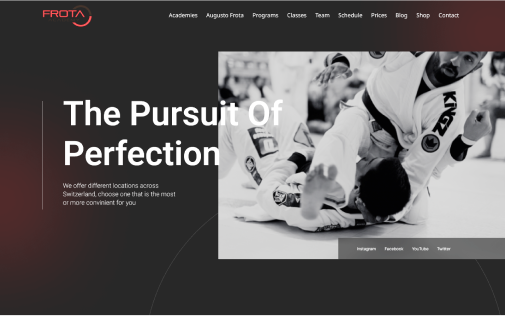 FROTA
Academies Augusto Frota Programs Classes Team Schedule Prices Blog Shop Contact
The Pursuit Of
Perfection
We offer different locations across
Switzerland, choose one that is the most
or more convinient for you
KINGZ
Instagram Facebook YouTube Twitter